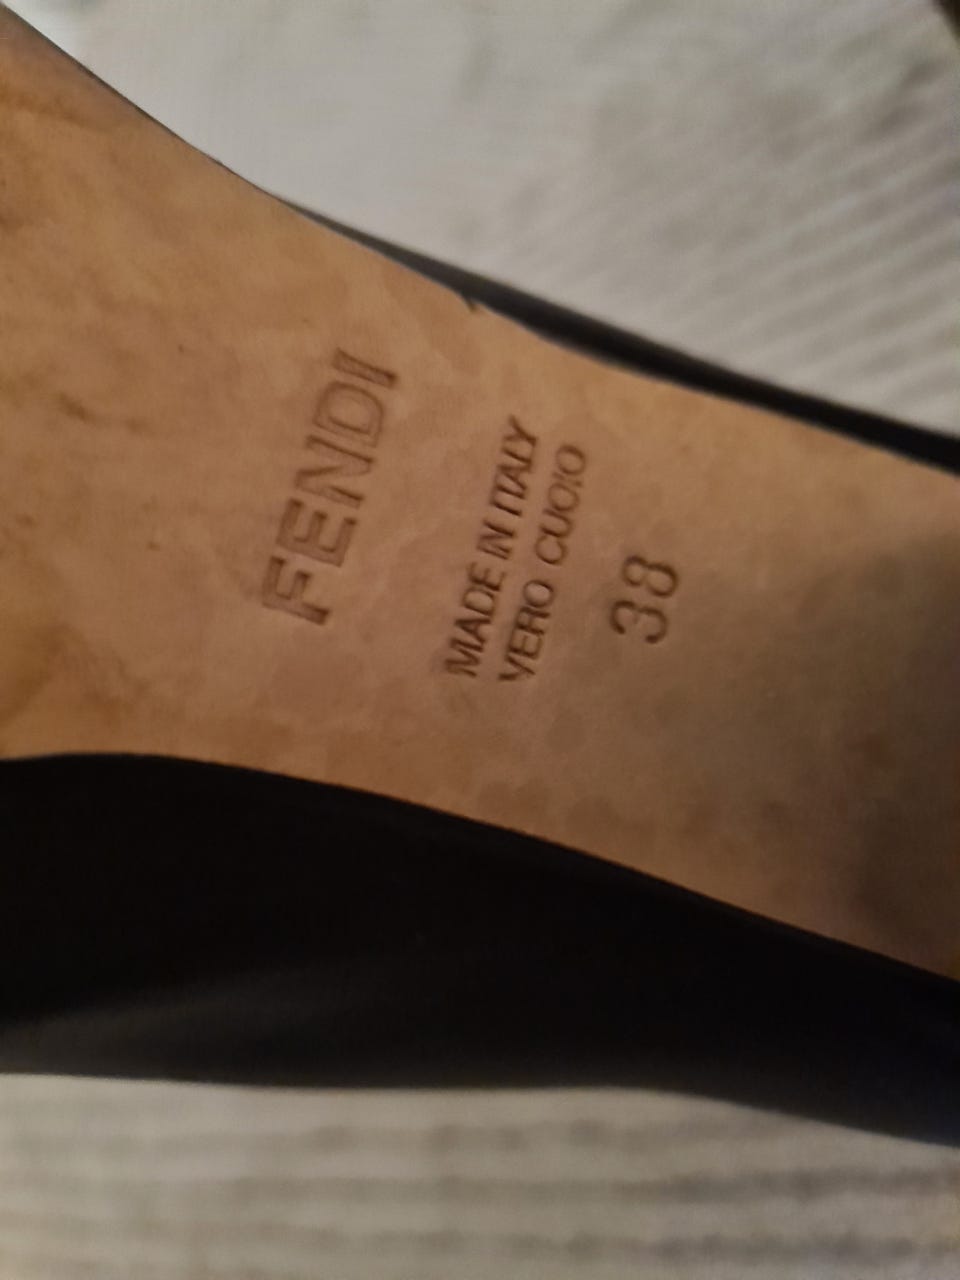 FENDI
MADE IN ITALY
VERO CUOIO
38